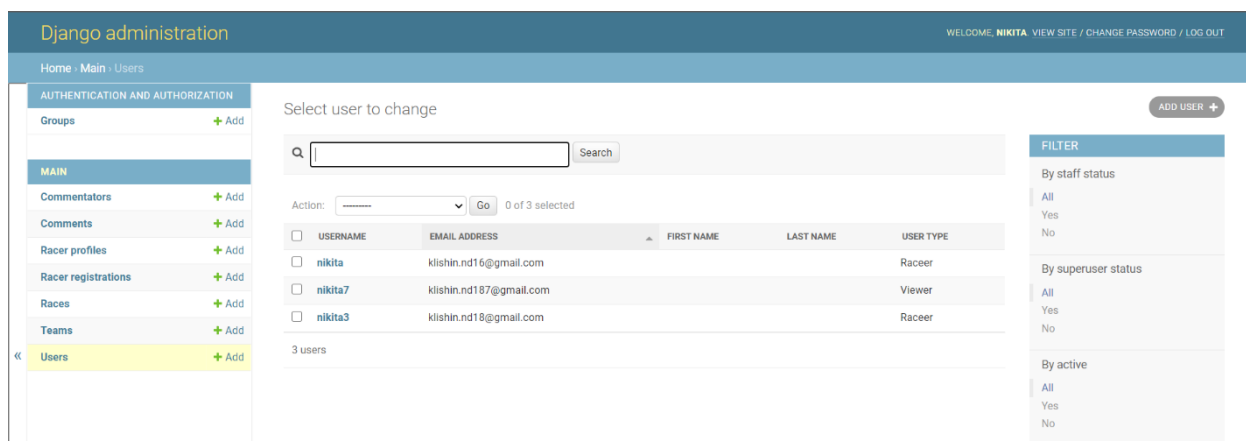 Django administration
WELCOME, NIKITA. VIEW SITE / CHANGE PASSWORD / LOG OUT
Home › Main › Users
AUTHENTICATION AND AUTHORIZATION
Groups + Add
MAIN
Commentators + Add
Comments + Add
Racer profiles + Add
Racer registrations + Add
Races + Add
Teams + Add
« Users + Add
Select user to change
ADD USER +
Search
Action: --------- Go 0 of 3 selected
USERNAME EMAIL ADDRESS FIRST NAME LAST NAME USER TYPE
nikita klishin.nd16@gmail.com Raceer
nikita7 klishin.nd187@gmail.com Viewer
nikita3 klishin.nd18@gmail.com Raceer
3 users
FILTER
By staff status
All
Yes
No
By superuser status
All
Yes
No
By active
All
Yes
No